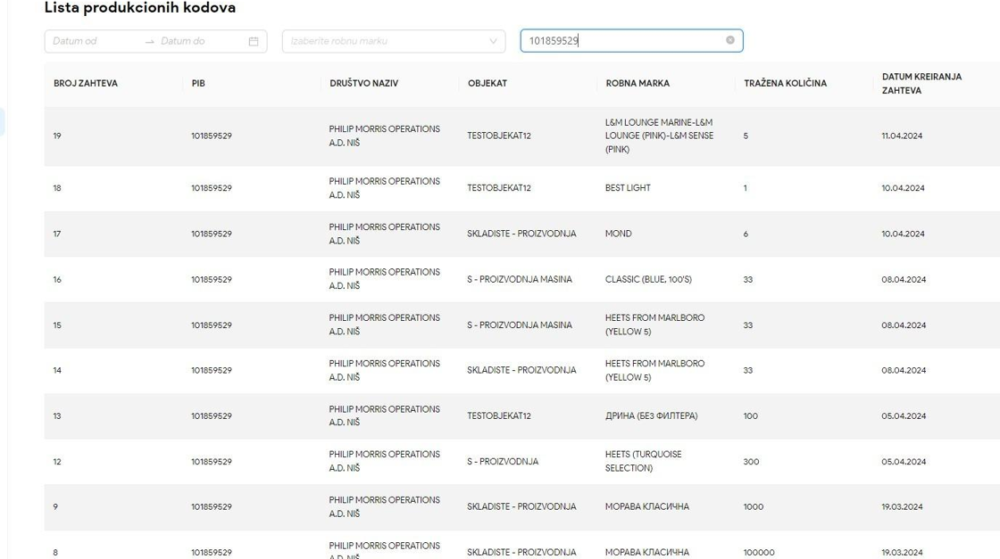 Lista produkcionih kodova
Datum od → Datum do
Izaberite robnu marku
101859529
BROJ ZAHTEVA PIB DRUŠTVO NAZIV OBJEKAT ROBNA MARKA TRAŽENA KOLIČINA DATUM KREIRANJA
ZAHTEVA
19 101859529 PHILIP MORRIS OPERATIONS
A.D. NIŠ TESTOBJEKAT12 L&M LOUNGE MARINE-L&M
LOUNGE (PINK)-L&M SENSE
(PINK) 5 11.04.2024
18 101859529 PHILIP MORRIS OPERATIONS
A.D. NIŠ TESTOBJEKAT12 BEST LIGHT 1 10.04.2024
17 101859529 PHILIP MORRIS OPERATIONS
A.D. NIŠ SKLADISTE - PROIZVODNJA MOND 6 10.04.2024
16 101859529 PHILIP MORRIS OPERATIONS
A.D. NIŠ S - PROIZVODNJA MASINA CLASSIC (BLUE, 100'S) 33 08.04.2024
15 101859529 PHILIP MORRIS OPERATIONS
A.D. NIŠ S - PROIZVODNJA MASINA HEETS FROM MARLBORO
(YELLOW 5) 33 08.04.2024
14 101859529 PHILIP MORRIS OPERATIONS
A.D. NIŠ SKLADISTE - PROIZVODNJA HEETS FROM MARLBORO
(YELLOW 5) 33 08.04.2024
13 101859529 PHILIP MORRIS OPERATIONS
A.D. NIŠ TESTOBJEKAT12 ДРИНА (БЕЗ ФИЛТЕРА) 100 05.04.2024
12 101859529 PHILIP MORRIS OPERATIONS
A.D. NIŠ S - PROIZVODNJA HEETS (TURQUOISE
SELECTION) 300 05.04.2024
9 101859529 PHILIP MORRIS OPERATIONS
A.D. NIŠ SKLADISTE - PROIZVODNJA МОРАВА КЛАСИЧНА 1000 19.03.2024
8 101859529 PHILIP MORRIS OPERATIONS
A.D. NIŠ SKLADISTE - PROIZVODNJA МОРАВА КЛАСИЧНА 100000 19.03.2024